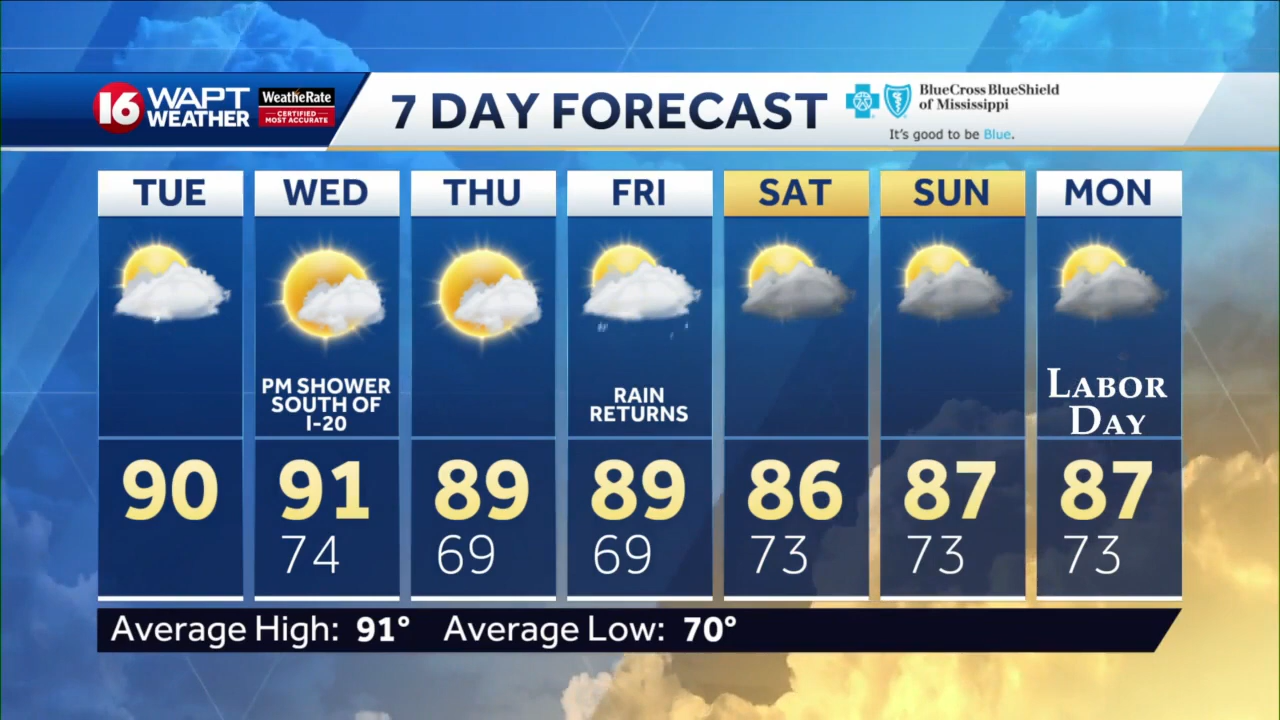 16 WAPT WEATHER
WeatheRate
CERTIFIED
MOST ACCURATE
7 DAY FORECAST
BlueCross BlueShield
of Mississippi
It's good to be Blue.
TUE WED THU FRI SAT SUN MON
PM SHOWER
SOUTH OF
I-20
RAIN
RETURNS
LABOR
DAY
90 91 89 89 86 87 87
74 69 69 73 73 73
Average High: 91° Average Low: 70°